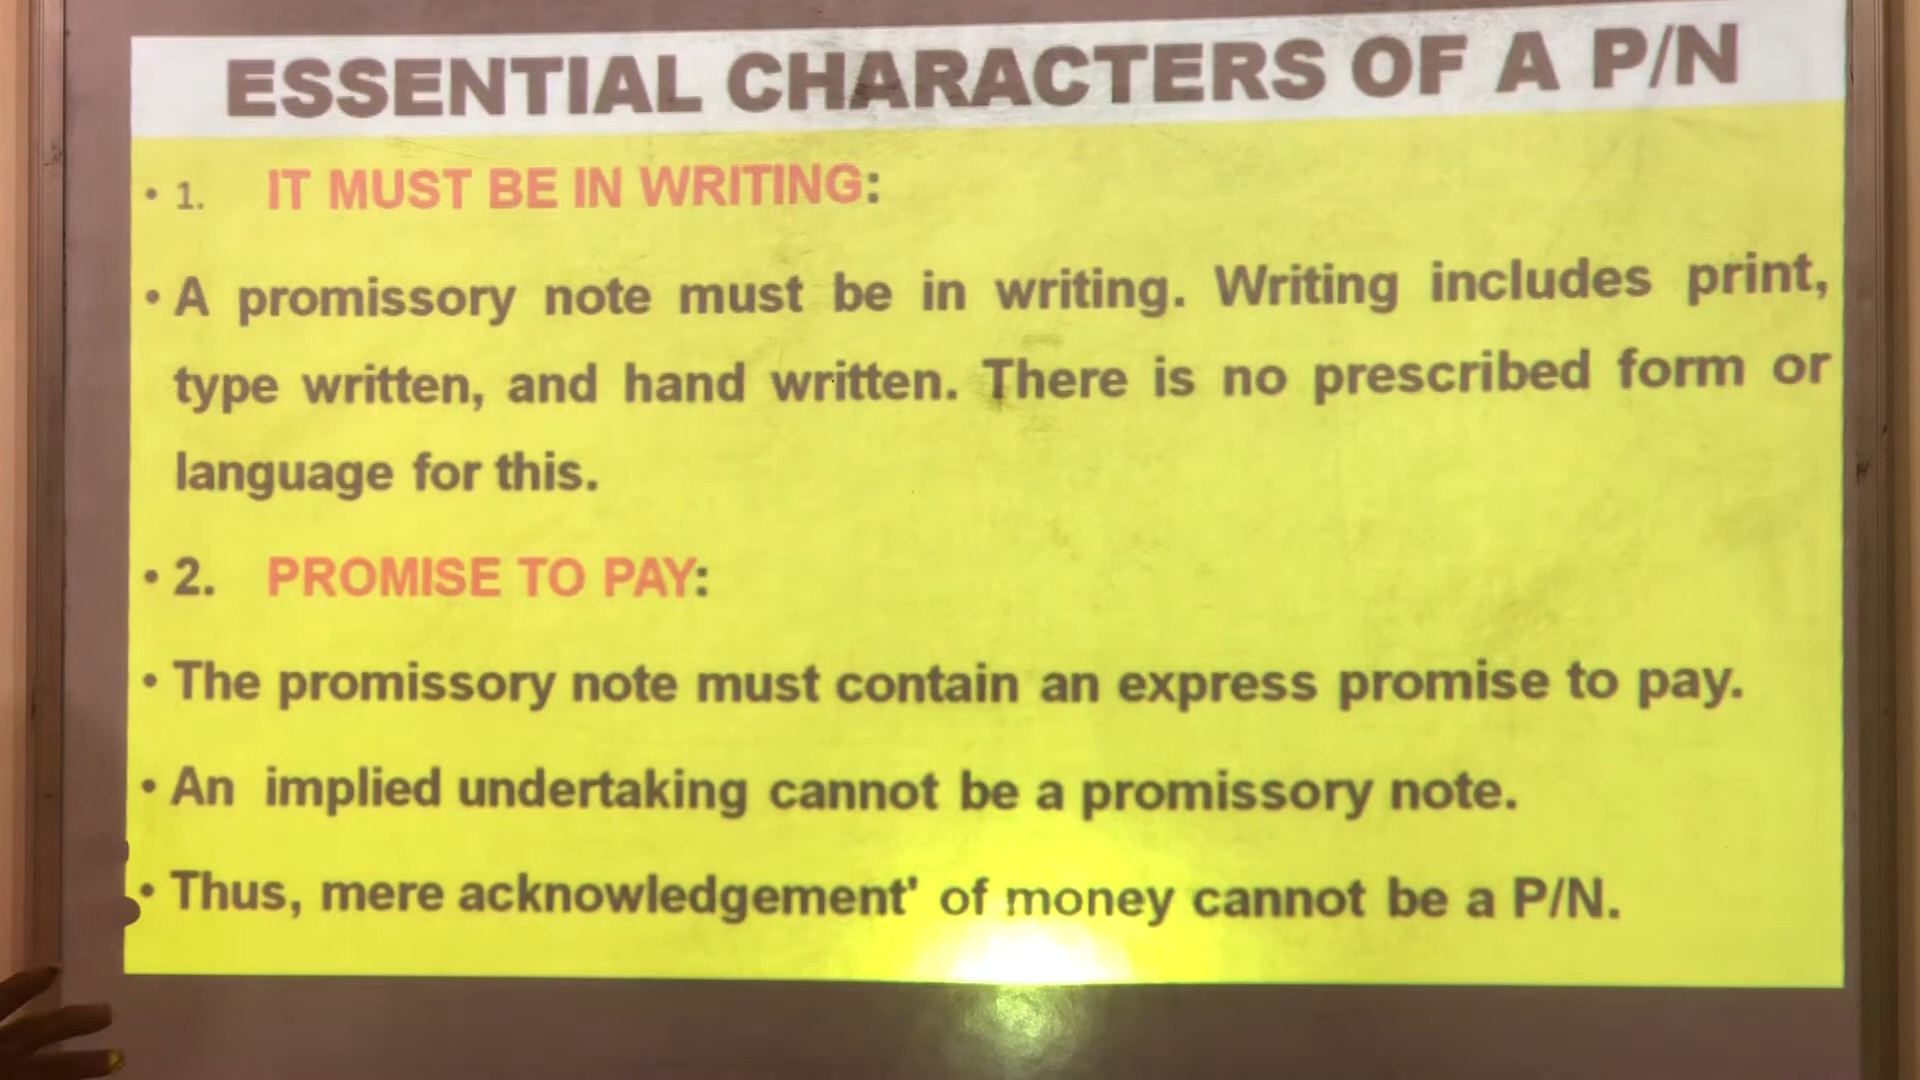 ESSENTIAL CHARACTERS OF A P/N
• 1. IT MUST BE IN WRITING:
• A promissory note must be in writing. Writing includes print,
type written, and hand written. There is no prescribed form or
language for this.
• 2. PROMISE TO PAY:
• The promissory note must contain an express promise to pay.
• An implied undertaking cannot be a promissory note.
• Thus, mere acknowledgement' of money cannot be a P/N.